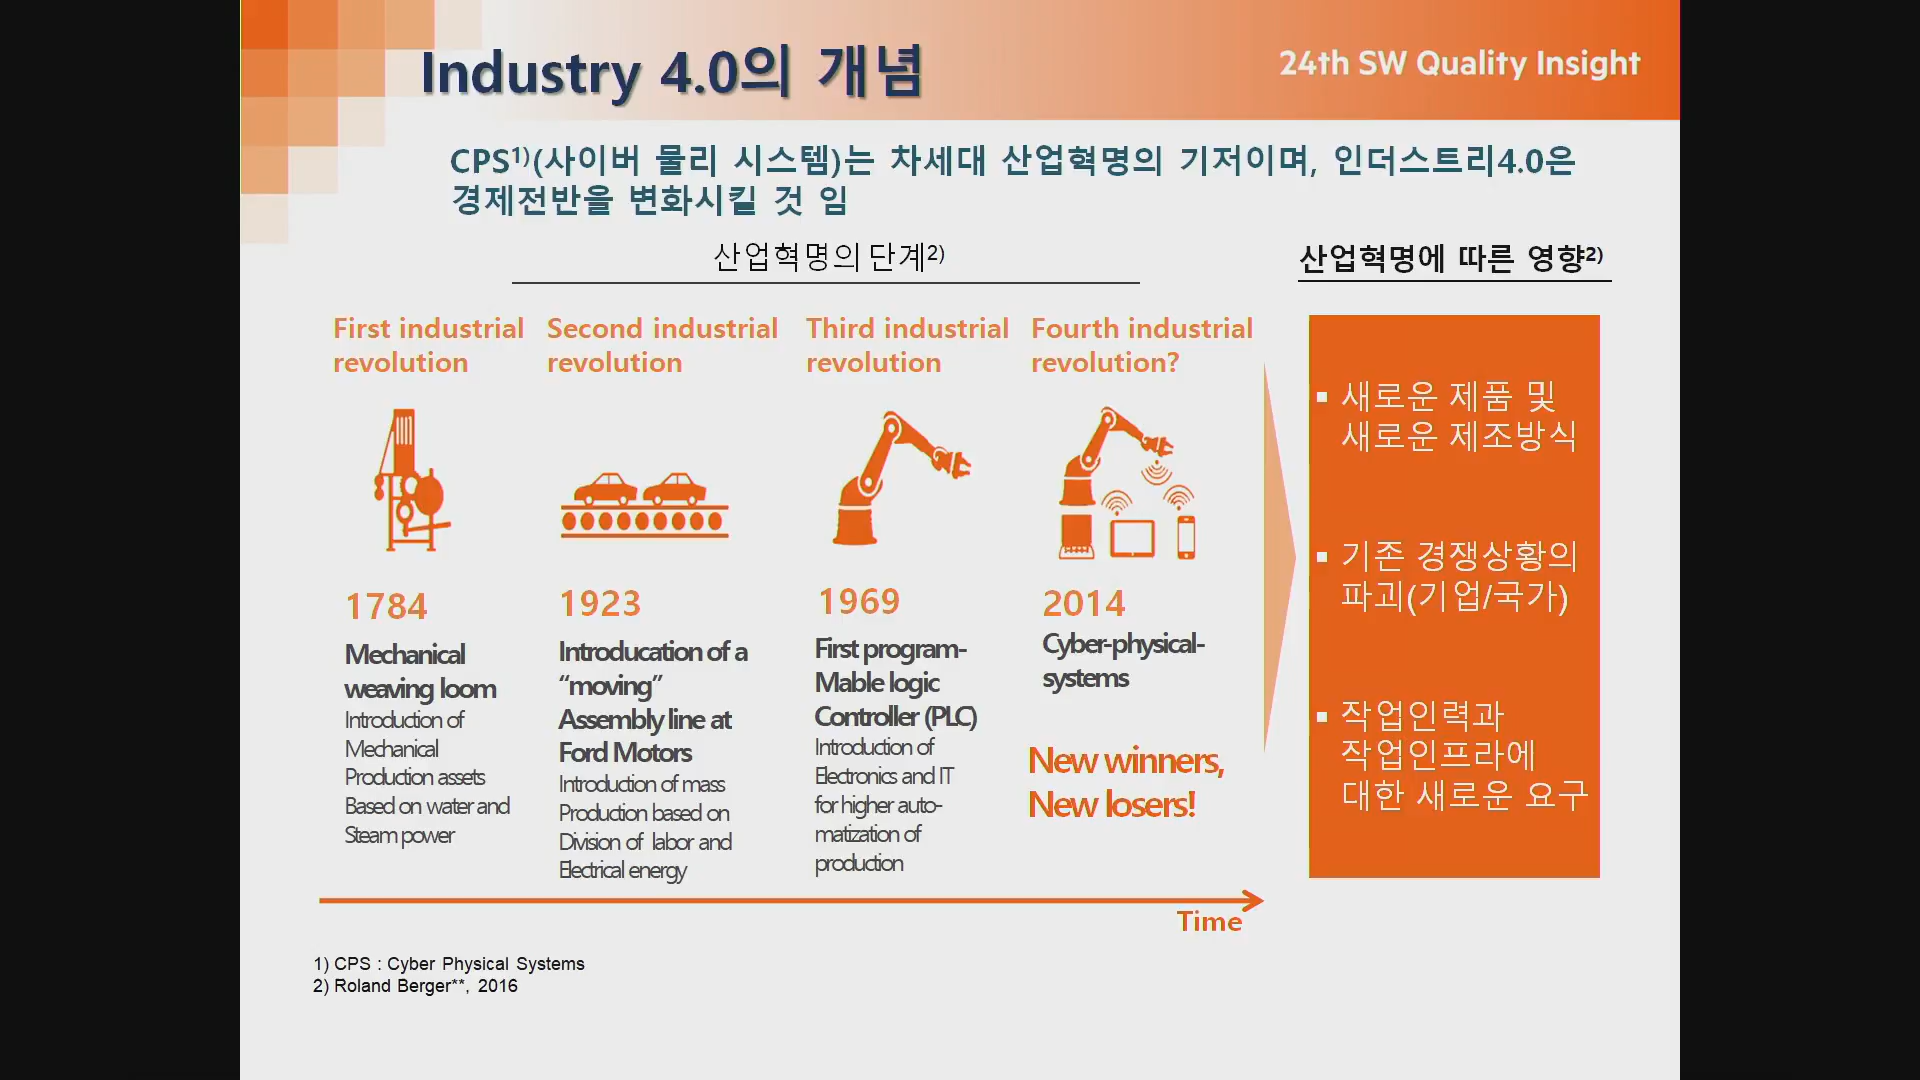 Industry 4.0의 개념
24th SW Quality Insight
CPS1)(사이버 물리 시스템)는 차세대 산업혁명의 기저이며, 인더스트리4.0은
경제전반을 변화시킬 것 임
산업혁명의 단계2)
First industrial
revolution
1784
Mechanical
weaving loom
Introduction of
Mechanical
Production assets
Based on water and
Steam power
Second industrial
revolution
1923
Introducation of a
“moving”
Assembly line at
Ford Motors
Introduction of mass
Production based on
Division of labor and
Electrical energy
Third industrial
revolution
1969
First program-
Mable logic
Controller (PLC)
Introduction of
Electronics and IT
for higher auto-
matization of
production
Fourth industrial
revolution?
2014
Cyber-physical-
systems
New winners,
New losers!
Time
산업혁명에 따른 영향2)
▪ 새로운 제품 및
새로운 제조방식
▪ 기존 경쟁상황의
파괴(기업/국가)
▪ 작업인력과
작업인프라에
대한 새로운 요구
1) CPS : Cyber Physical Systems
2) Roland Berger**, 2016